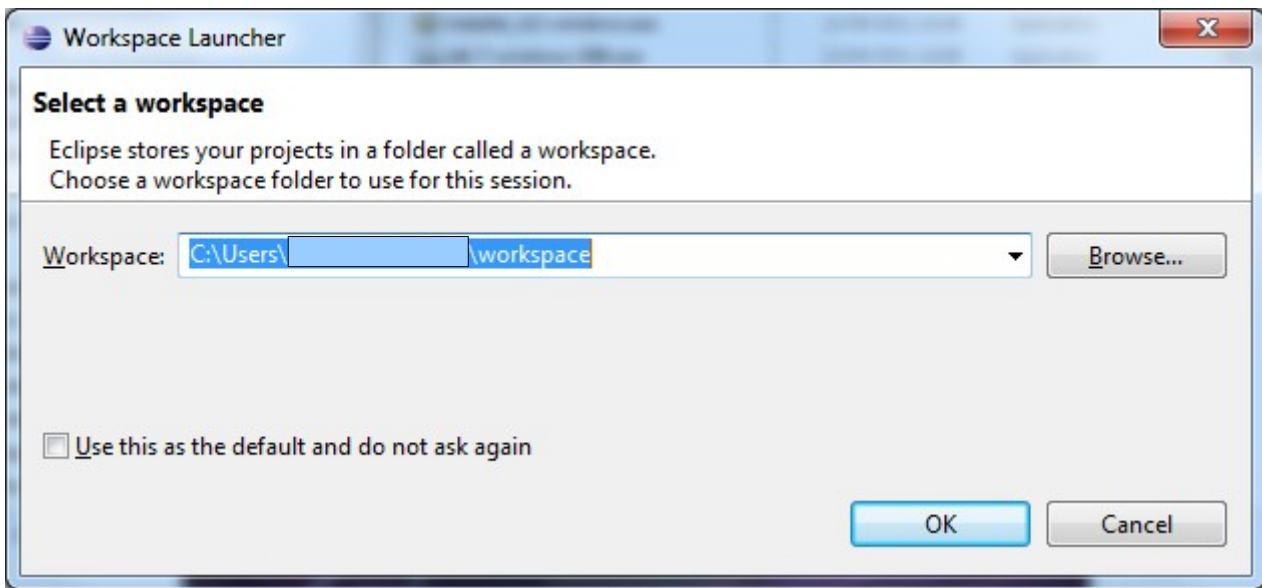 Workspace Launcher
Select a workspace
Eclipse stores your projects in a folder called a workspace.
Choose a workspace folder to use for this session.
Workspace: C:\Users\ \workspace Browse...
Use this as the default and do not ask again
OK Cancel